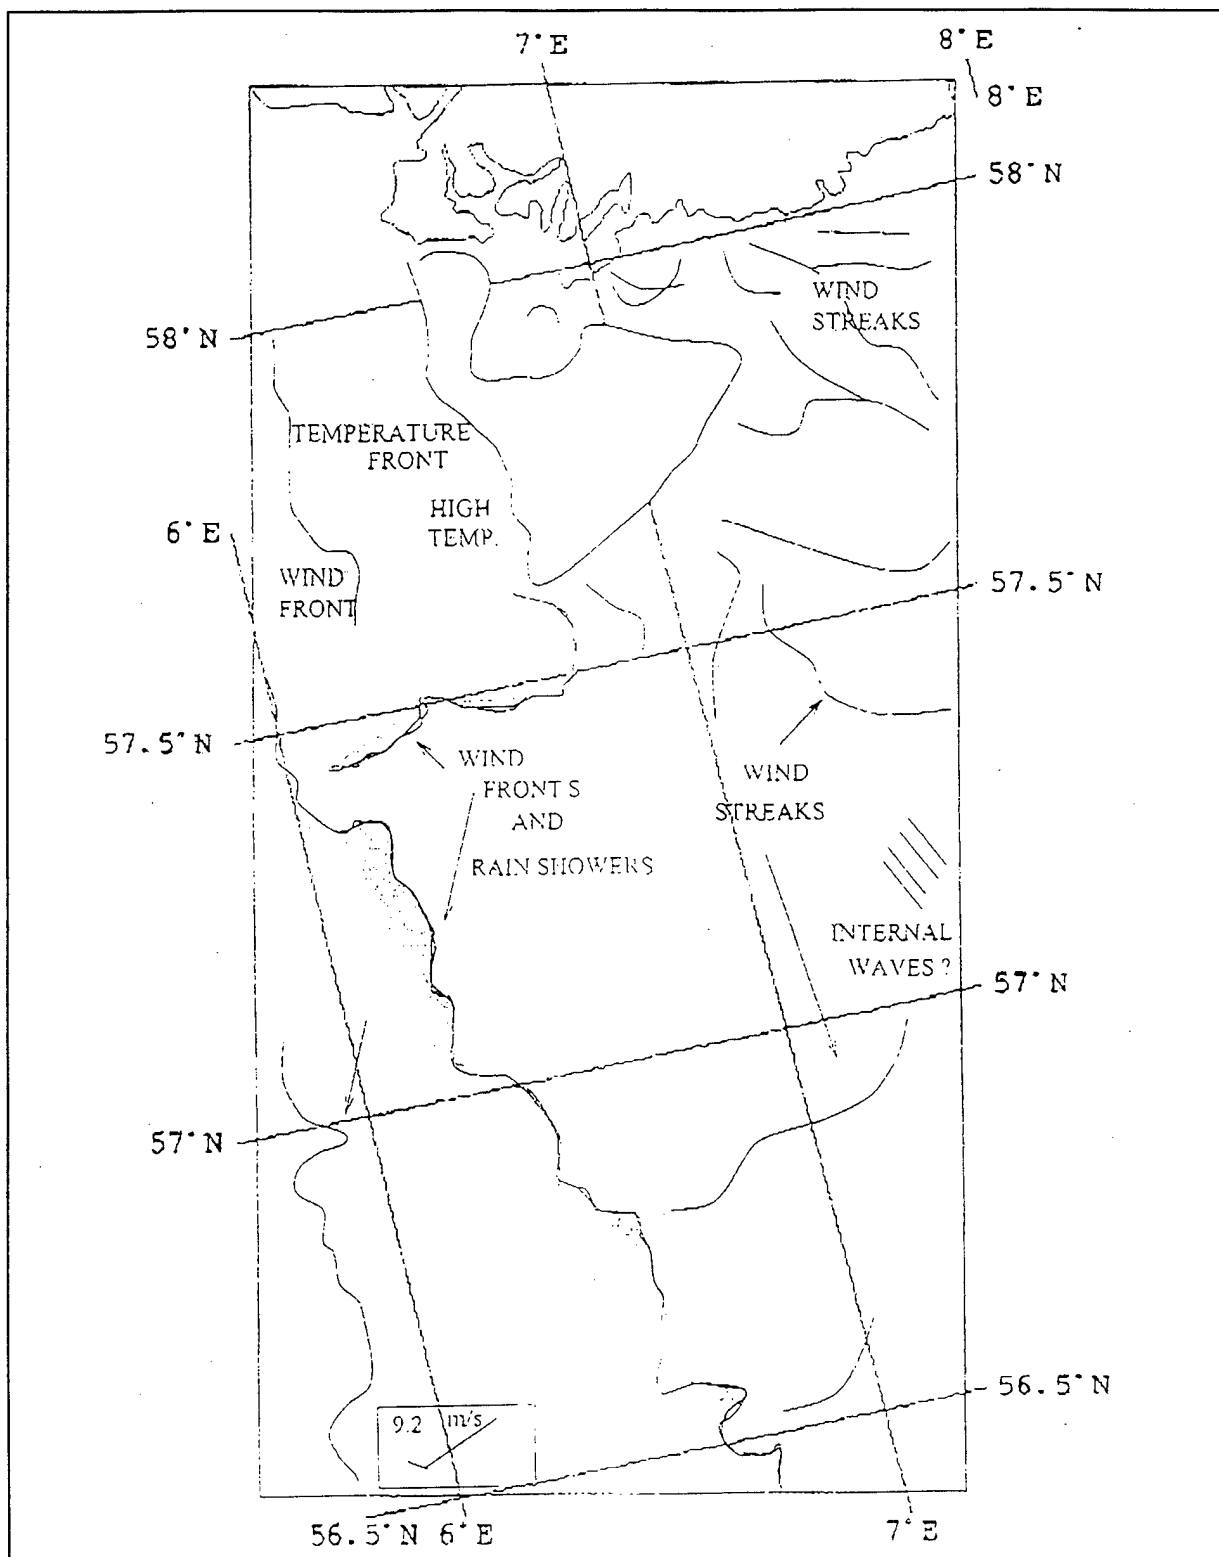 7°E
8°E
8°E
58°N
WIND
STREAKS
58°N
TEMPERATURE
FRONT
HIGH
TEMP.
6°E
WIND
FRONT
57.5°N
57.5°N
WIND
FRONTS
AND
RAIN SHOWERS
WIND
STREAKS
INTERNAL
WAVES ?
57°N
57°N
56.5°N
9.2 m/s
56.5°N 6°E
7°E